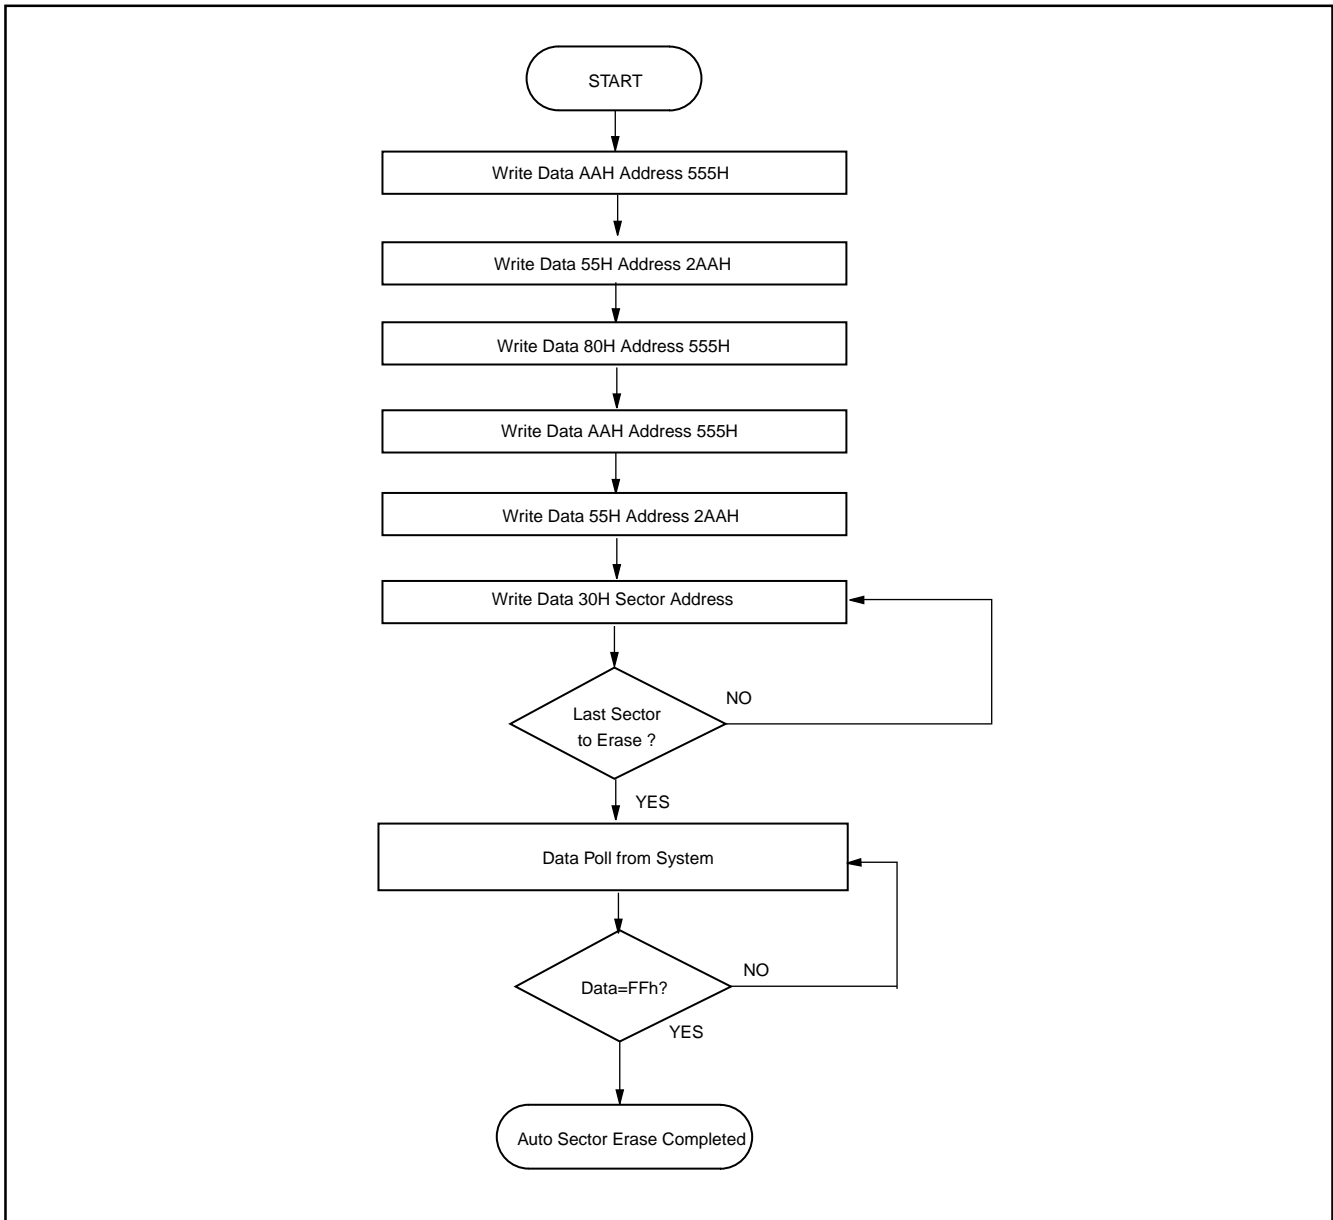 START
Write Data AAH Address 555H
Write Data 55H Address 2AAH
Write Data 80H Address 555H
Write Data AAH Address 555H
Write Data 55H Address 2AAH
Write Data 30H Sector Address
NO
Last Sector
to Erase ?
YES
Data Poll from System
NO
Data=FFh?
YES
Auto Sector Erase Completed